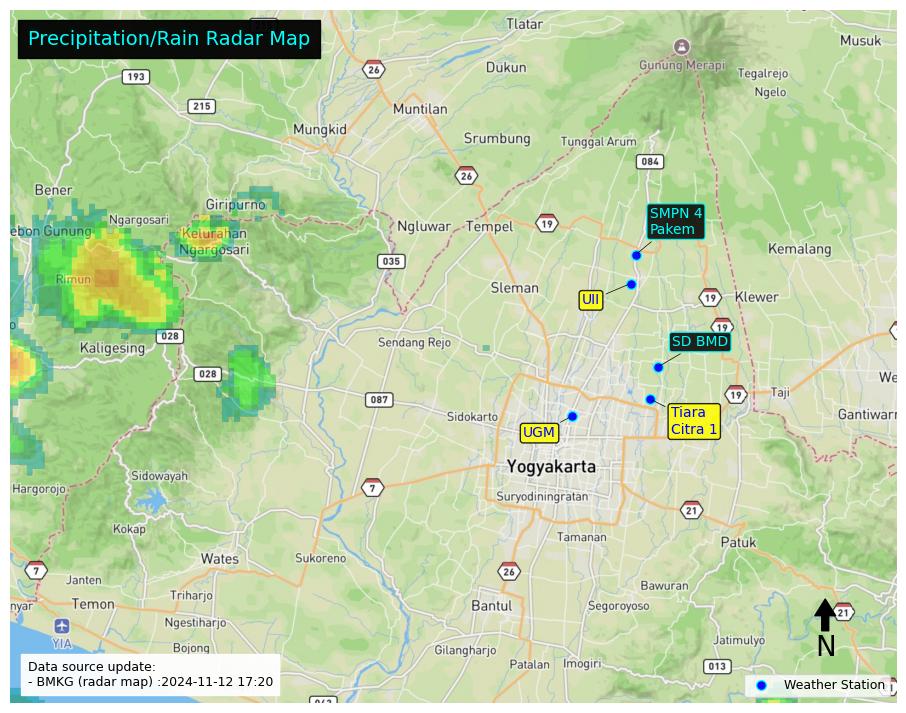 Precipitation/Rain Radar Map
Tlatar
Musuk
26
Dukun
Gunung Merapi
Tegalrejo
193
Ngelo
215
Muntilan
Mungkid
Srumbung
Tunggal Arum
084
26
Bener
Giripurno
SMPN 4
Pakem
Ngargosari
ebon Gunung
Kelurahan
Ngargosari
Ngluwar
Tempel
19
Kemalang
035
Rimun
Sleman
UII
19
Klewer
19
028
Kaligesing
Sendang Rejo
SD BMD
028
087
19
Taji
We
Sidokarto
Tiara
Citra 1
Gantiwarn
UGM
Yogyakarta
Sidowayah
7
Suryodiningratan
Hargorojo
21
Kokap
Tamanan
Patuk
Wates
Sukoreno
7
26
Janten
Bawuran
Triharjo
nyar
Temon
Bantul
Segoroyoso
21
Ngestiharjo
N
YIA
Bojong
Gilangharjo
Jatimulyo
Patalan
Imogiri
013
Data source update:
- BMKG (radar map) :2024-11-12 17:20
Weather Station